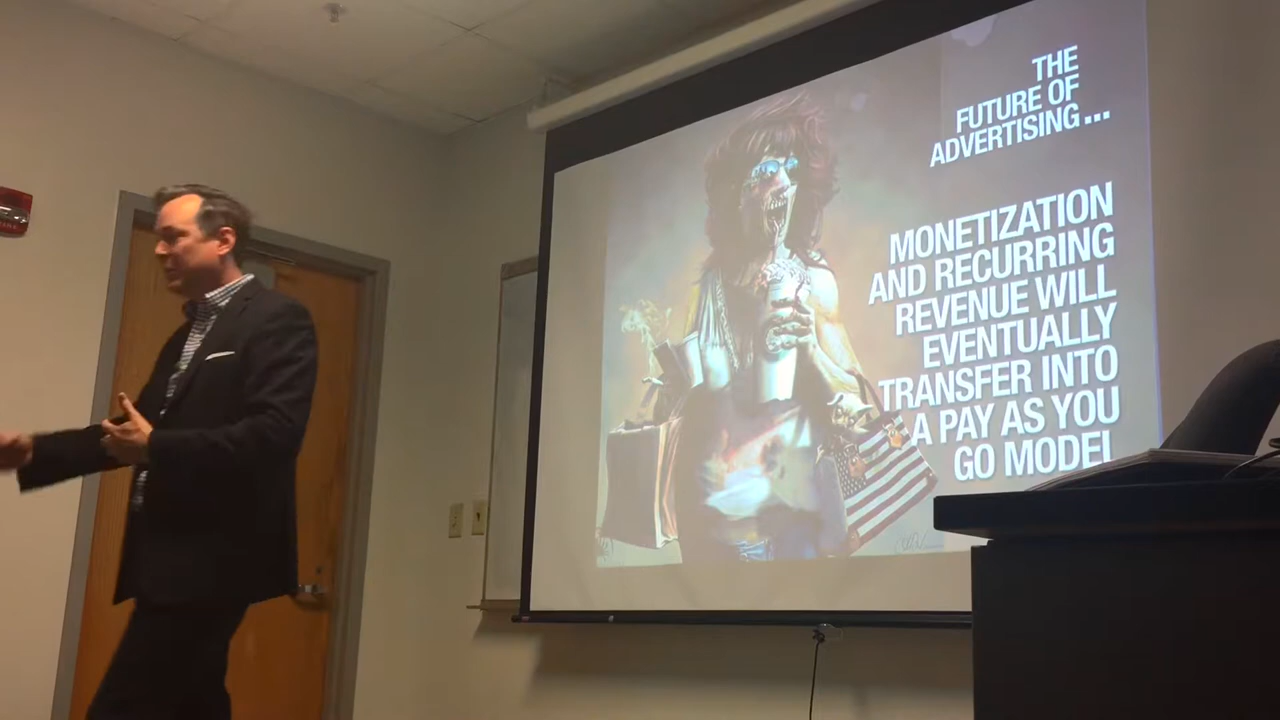 THE
FUTURE OF
ADVERTISING...
MONETIZATION
AND RECURRING
REVENUE WILL
EVENTUALLY
TRANSFER INTO
A PAY AS YOU
GO MODEL